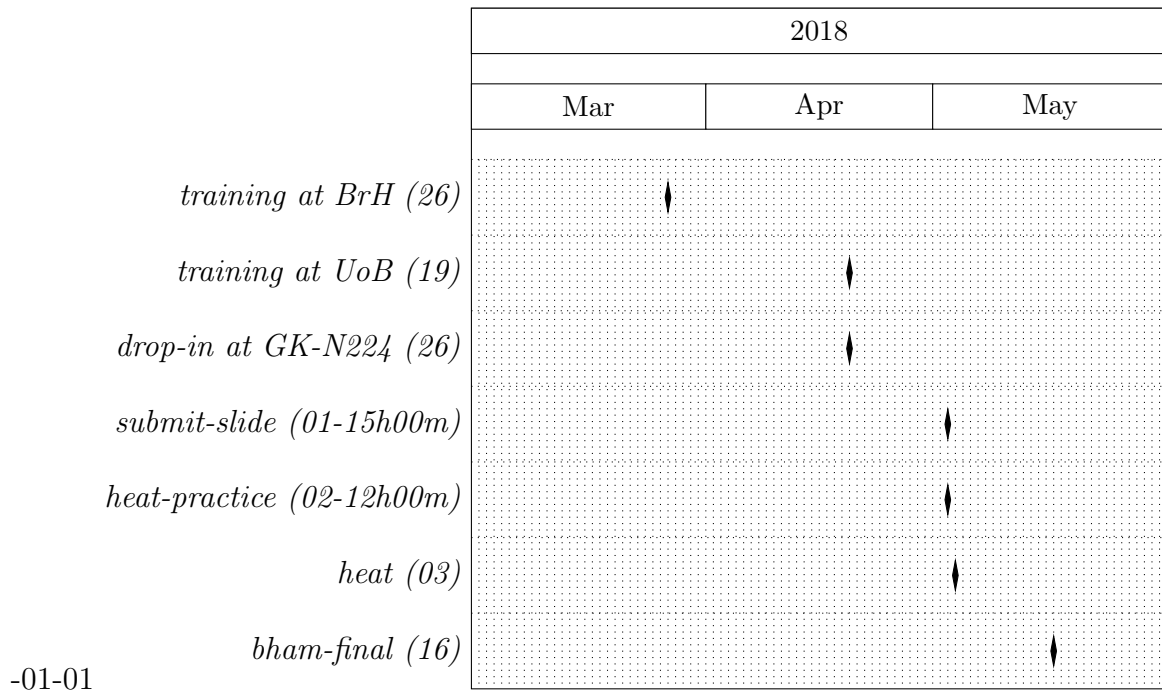 2018
Mar Apr May
training at BrH (26)
training at UoB (19)
drop-in at GK-N224 (26)
submit-slide (01-15h00m)
heat-practice (02-12h00m)
heat (03)
bham-final (16)
-01-01